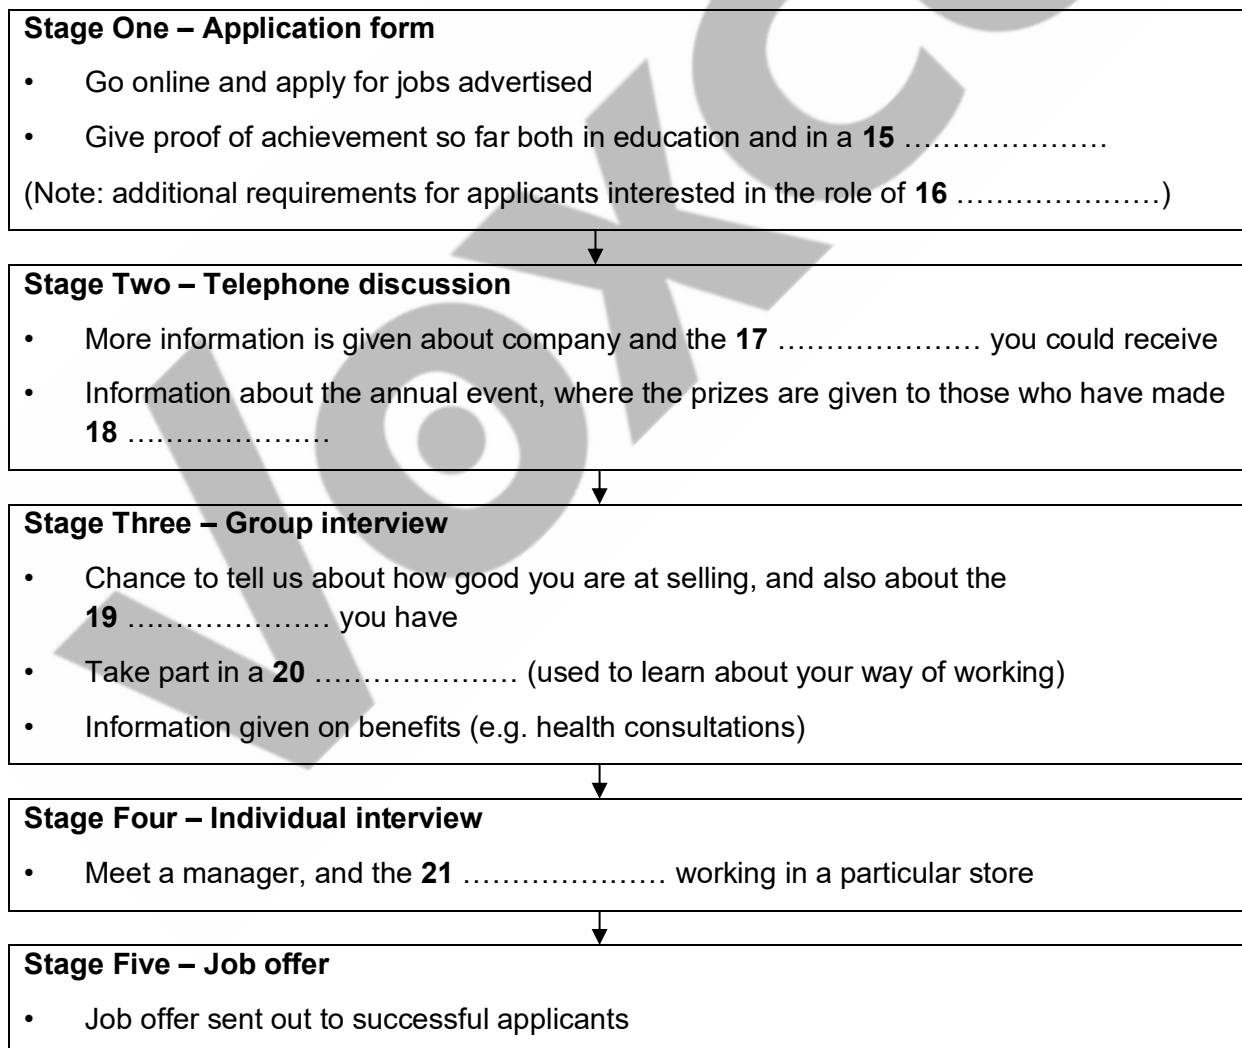 Stage One – Application form
• Go online and apply for jobs advertised
• Give proof of achievement so far both in education and in a 15 …………………
(Note: additional requirements for applicants interested in the role of 16 …………………)
Stage Two – Telephone discussion
• More information is given about company and the 17 ………………… you could receive
• Information about the annual event, where the prizes are given to those who have made
18 …………………
Stage Three – Group interview
• Chance to tell us about how good you are at selling, and also about the
19 ………………… you have
• Take part in a 20 ………………… (used to learn about your way of working)
• Information given on benefits (e.g. health consultations)
Stage Four – Individual interview
• Meet a manager, and the 21 ………………… working in a particular store
Stage Five – Job offer
• Job offer sent out to successful applicants
Voxc